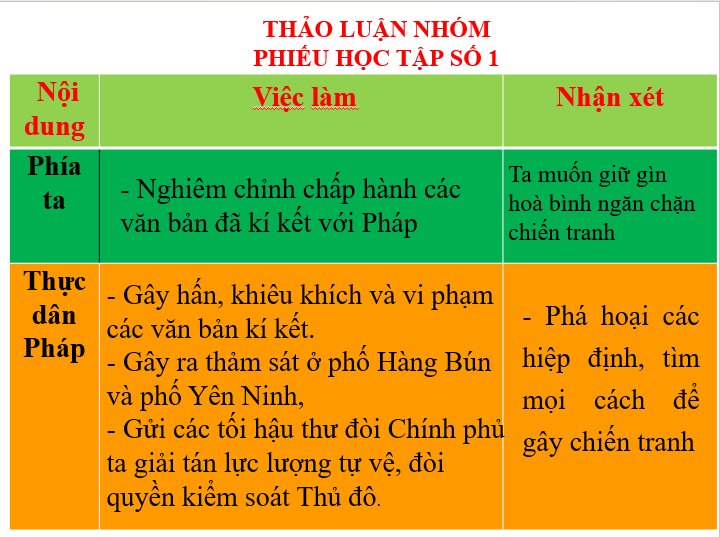 THẢO LUẬN NHÓM
PHIẾU HỌC TẬP SỐ 1
Nội
dung
Việc làm
Nhận xét
Phía
ta
- Nghiêm chỉnh chấp hành các
văn bản đã kí kết với Pháp
Ta muốn giữ gìn
hoà bình ngăn chặn
chiến tranh
Thực
dân
Pháp
- Gây hấn, khiêu khích và vi phạm
các văn bản kí kết.
- Gây ra thảm sát ở phố Hàng Bún
và phố Yên Ninh,
- Gửi các tối hậu thư đòi Chính phủ
ta giải tán lực lượng tự vệ, đòi
quyền kiểm soát Thủ đô.
- Phá hoại các
hiệp định, tìm
mọi cách để
gây chiến tranh